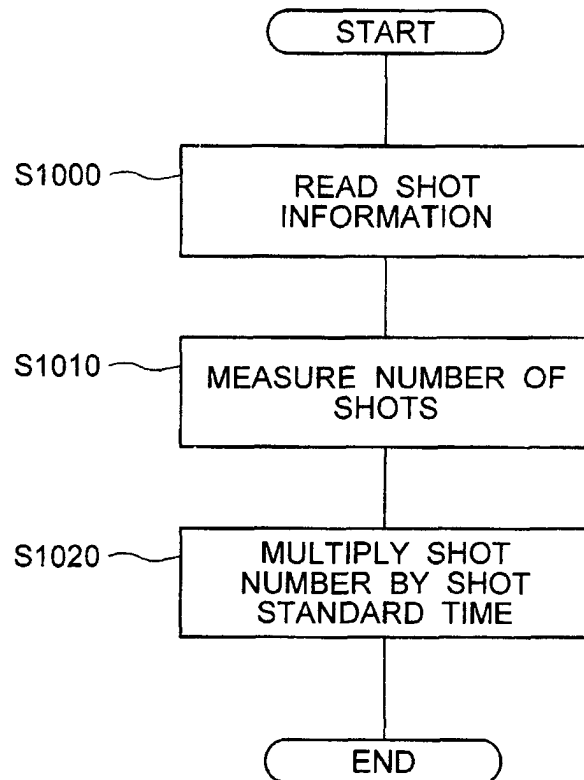 START
S1000
READ SHOT
INFORMATION
S1010
MEASURE NUMBER OF
SHOTS
S1020
MULTIPLY SHOT
NUMBER BY SHOT
STANDARD TIME
END